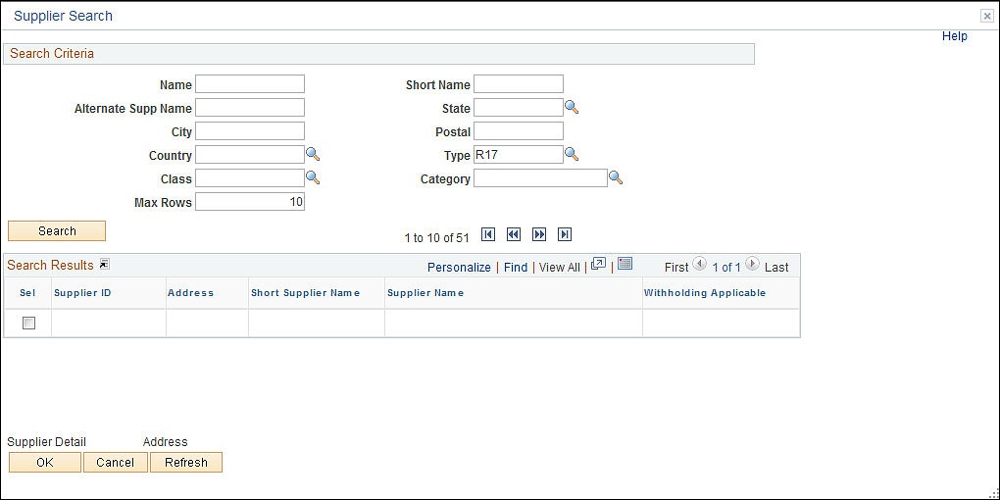 Supplier Search
Help
Search Criteria
Name Short Name
Alternate Supp Name State
City Postal
Country Type R17
Class Category
Max Rows 10
Search 1 to 10 of 51
Search Results Personalize | Find | View All | | First 1 of 1 Last
Sel Supplier ID Address Short Supplier Name Supplier Name Withholding Applicable
Supplier Detail Address
OK Cancel Refresh